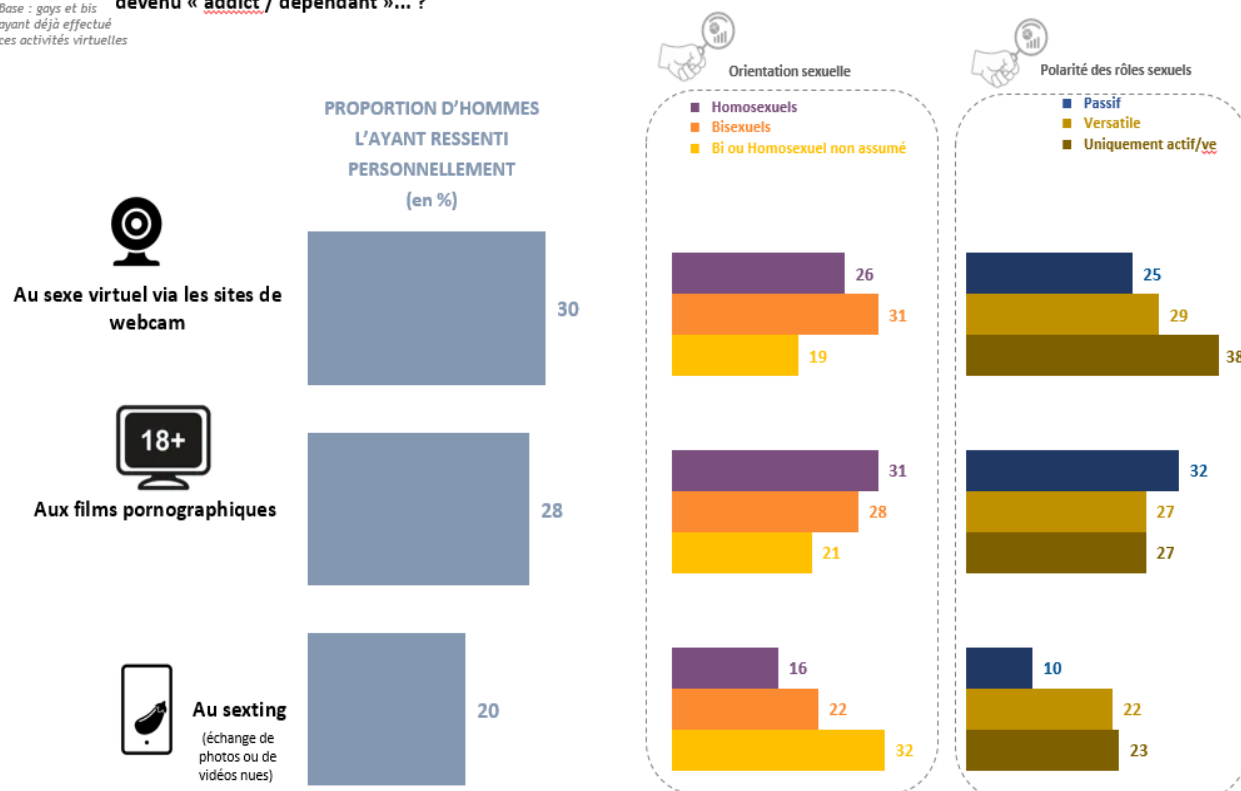 devenu « addict / dépendant »... ?
Base : gays et bis
ayant déjà effectué
ces activités virtuelles
PROPORTION D'HOMMES
L'AYANT RESSENTI
PERSONNELLEMENT
(en %)
Orientation sexuelle
Homosexuels
Bisexuels
Bi ou Homosexuel non assumé
Polarité des rôles sexuels
Passif
Versatile
Uniquement actif/ve
Au sexe virtuel via les sites de
webcam
30
26
31
19
25
29
38
18+
Aux films pornographiques
28
31
28
21
32
27
27
Au sexting
(échange de
photos ou de
vidéos nues)
20
16
22
32
10
22
23